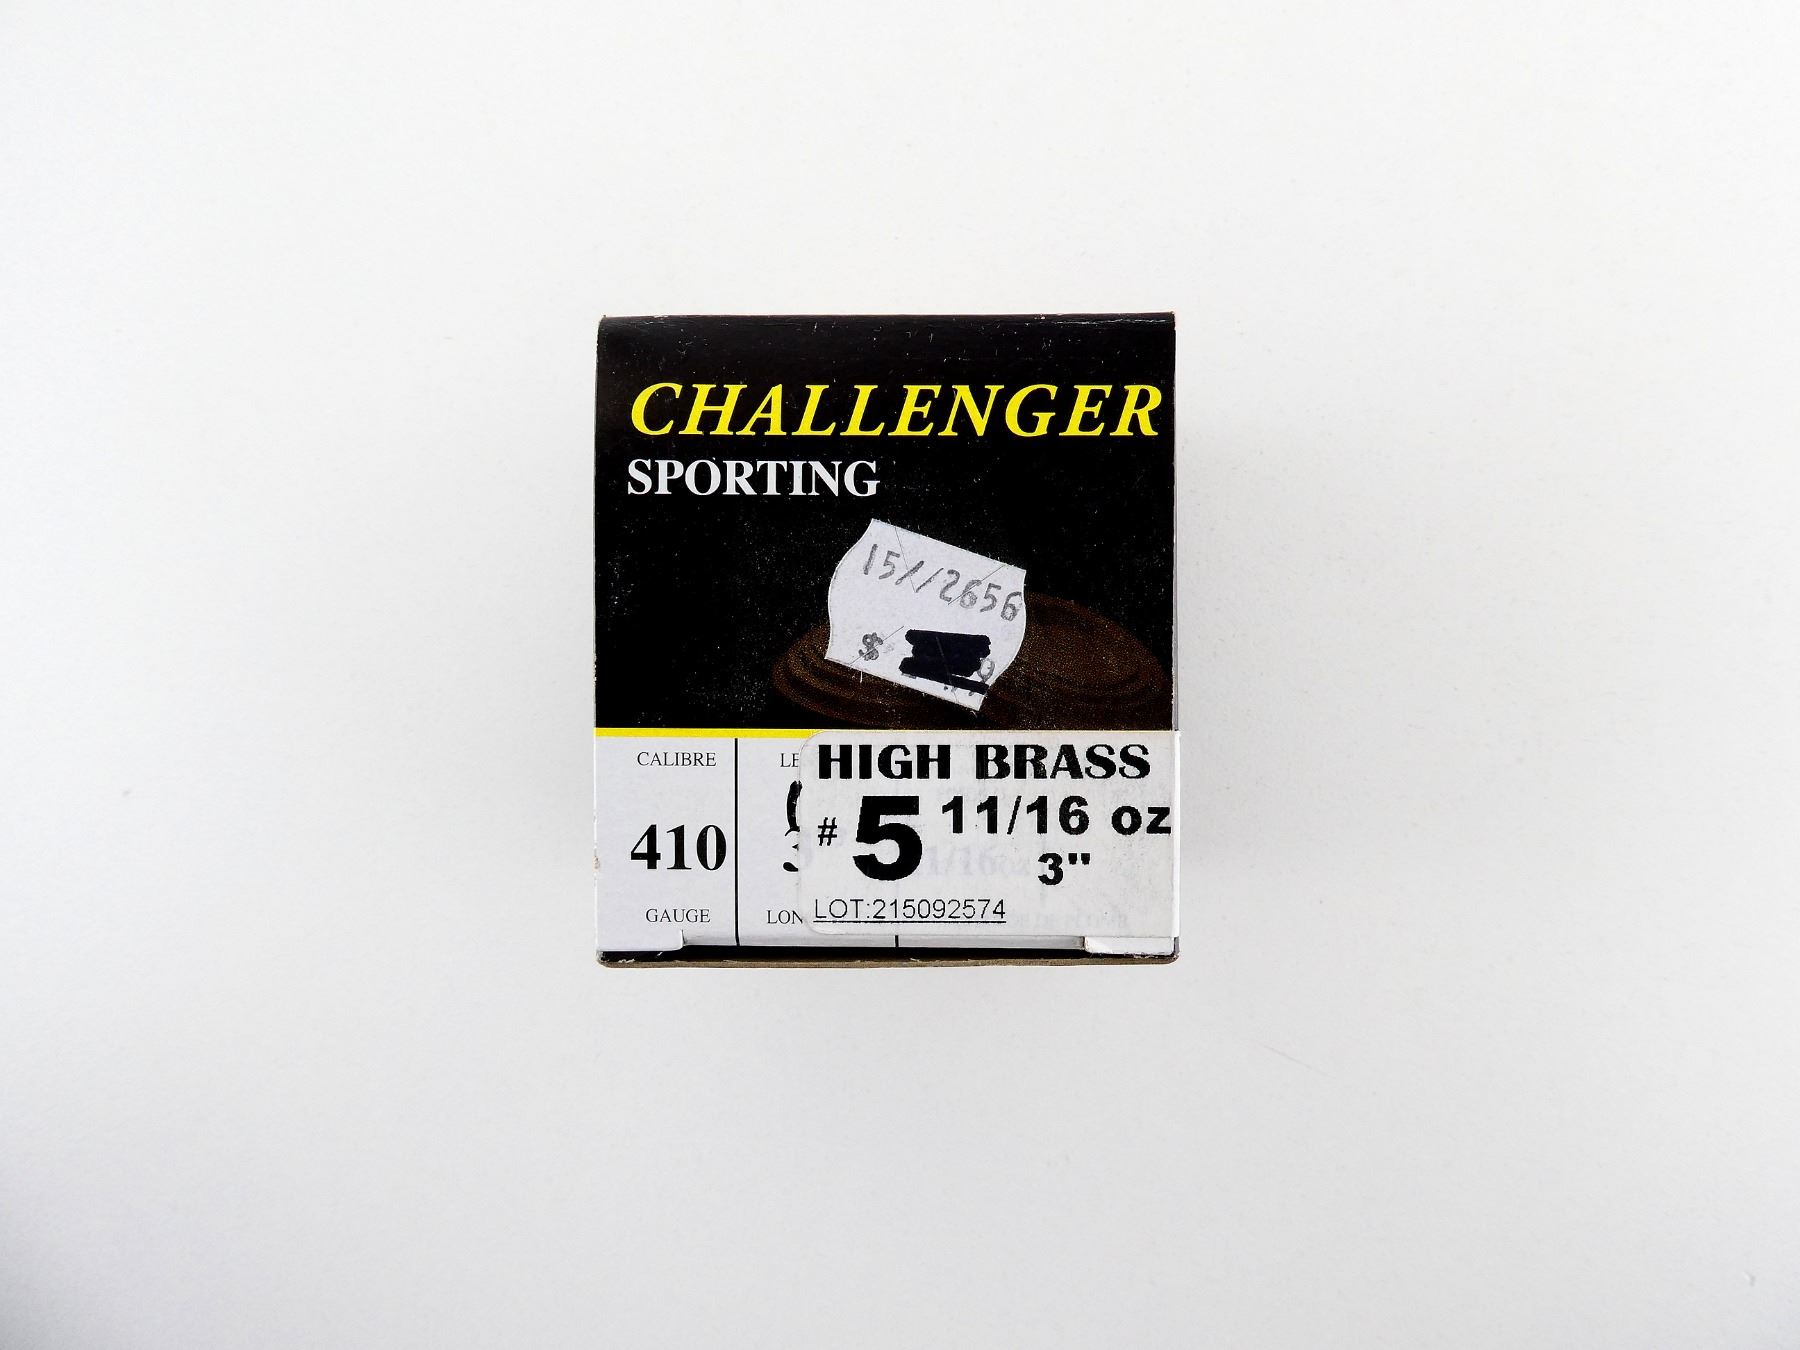 CHALLENGER
SPORTING
15//2656
$
CALIBRE
410
GAUGE
HIGH BRASS
#5 11/16 oz
3"
LOT:215092574